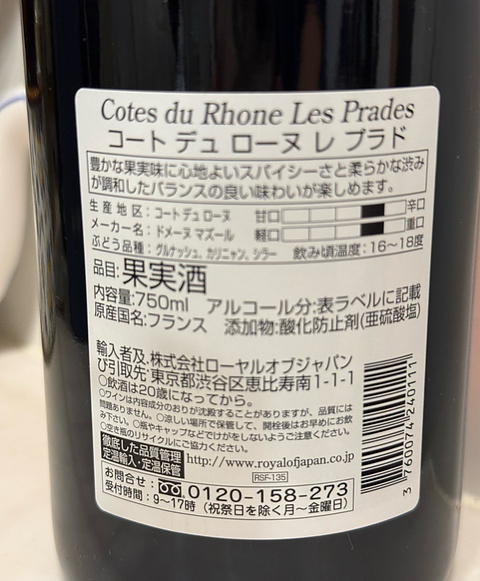 Cotes du Rhone Les Prades
コート デュ ローヌ レ プラド
豊かな果実味に心地よいスパイシーさと柔らかな渋み
が調和したバランスの良い味わいが楽しめます。
生産地区：コートデュローヌ 甘口 辛口
メーカー名：ドメーヌ マズール 軽口 重口
ぶどう品種：グルナッシュ、カリニャン、シラー 飲み頃温度：16～18度
品目:果実酒
内容量:750ml アルコール分:表ラベルに記載
原産国名:フランス 添加物:酸化防止剤(亜硫酸塩)
輸入者及び引取先:株式会社ローヤルオブジャパン
東京都渋谷区恵比寿南1-1-1
○飲酒は20歳になってから。
○ワインは内容成分のおりが沈殿することがありますが、品質には
問題ありません。○涼しい場所で保管して、開栓後はお早めにお飲
み下さい。○瓶やキャップなどでけがをしないようご注意ください。
○空き瓶のリサイクルにご協力ください。
徹底した品質管理
定温輸入・定温保管 http://www.royalofjapan.co.jp
RSF-135
お問合せ： 0120-158-273
受付時間：9～17時（祝祭日を除く月～金曜日）
3 760074 240111